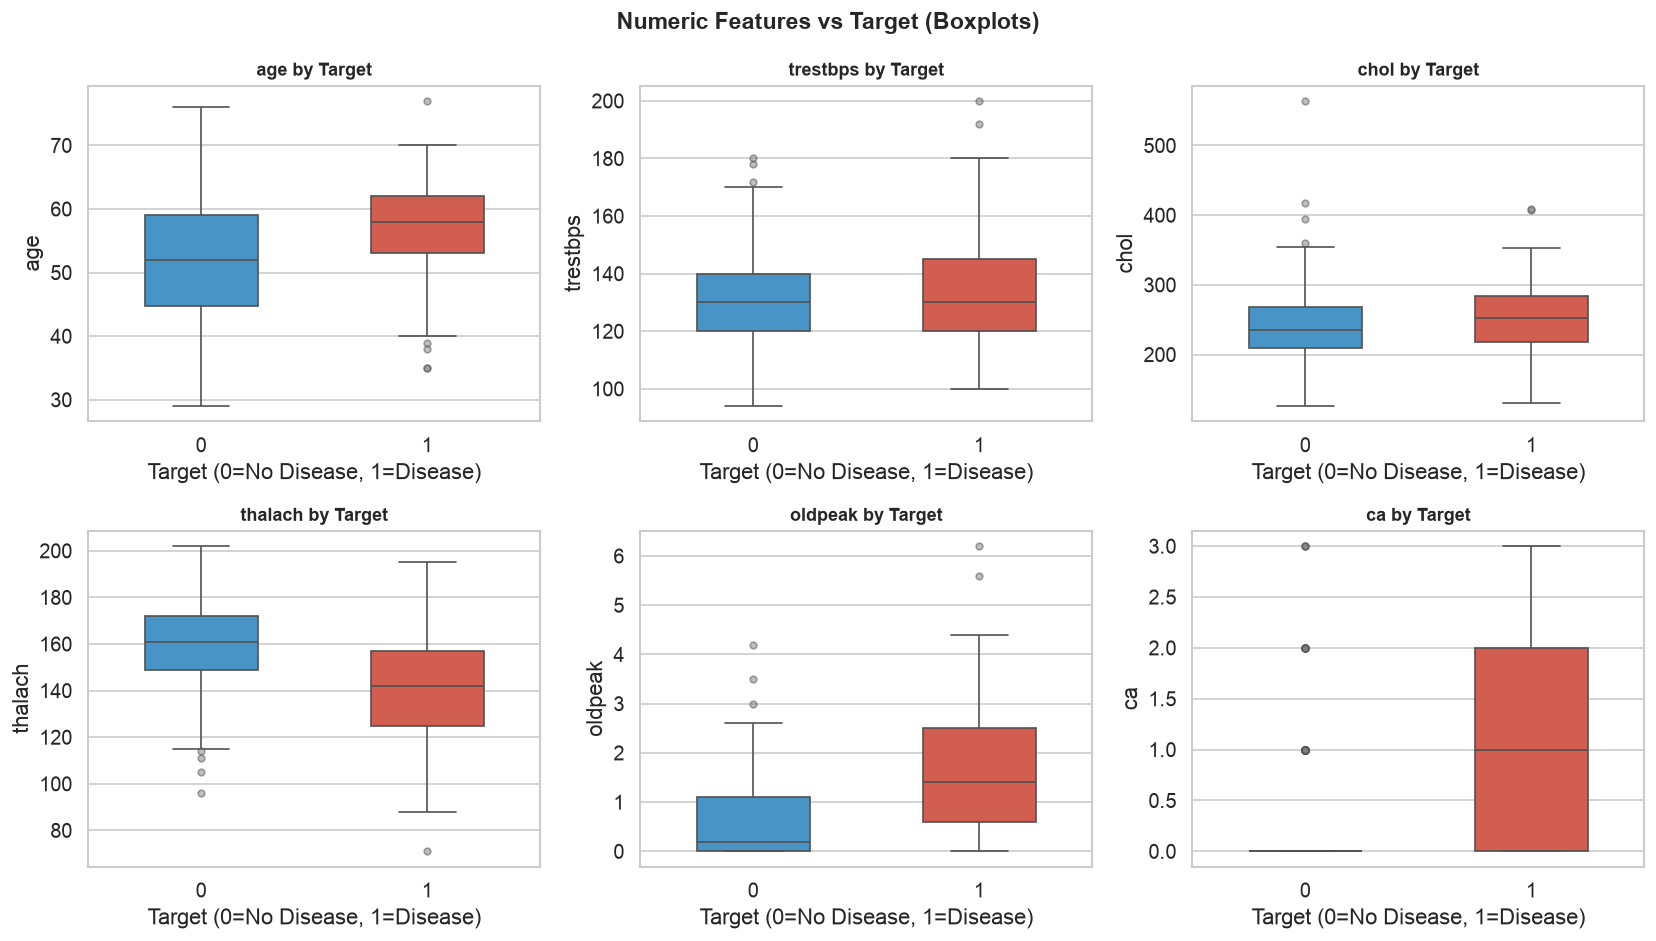 Numeric Features vs Target (Boxplots)
age by Target
trestbps by Target
chol by Target
age
70
60
50
40
30
0
1
Target (0=No Disease, 1=Disease)
trestbps
200
180
160
140
120
100
0
1
Target (0=No Disease, 1=Disease)
chol
500
400
300
200
0
1
Target (0=No Disease, 1=Disease)
thalach by Target
oldpeak by Target
ca by Target
thalach
200
180
160
140
120
100
80
0
1
Target (0=No Disease, 1=Disease)
oldpeak
6
5
4
3
2
1
0
0
1
Target (0=No Disease, 1=Disease)
ca
3.0
2.5
2.0
1.5
1.0
0.5
0.0
0
1
Target (0=No Disease, 1=Disease)